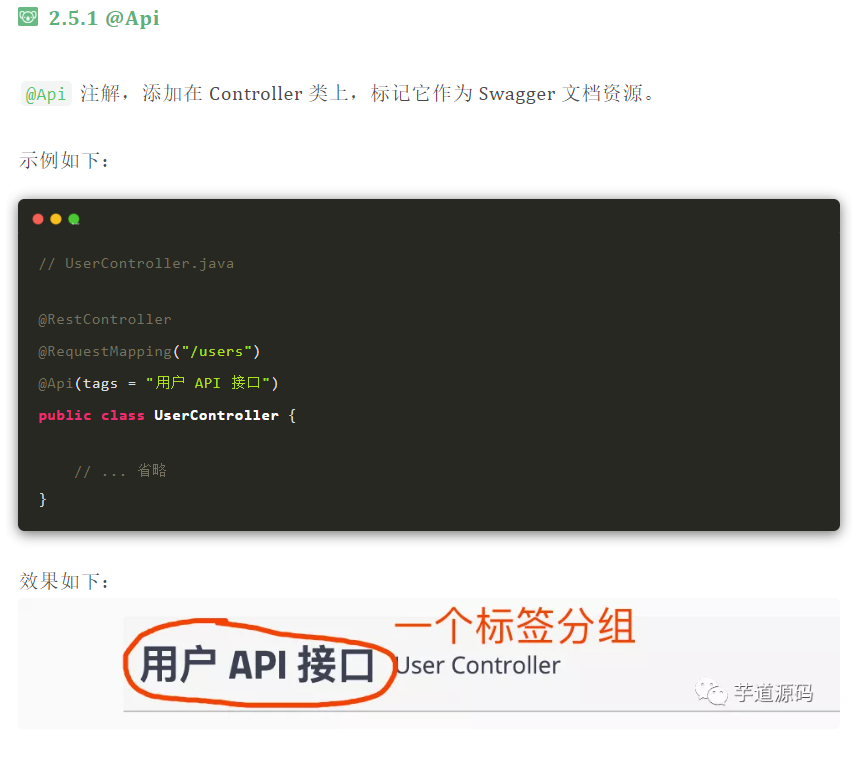 2.5.1 @Api
@Api 注解，添加在 Controller 类上，标记它作为 Swagger 文档资源。
示例如下：
// UserController.java
@RestController
@RequestMapping("/users")
@Api(tags = "用户 API 接口")
public class UserController {
// ... 省略
}
效果如下：
一个标签分组
用户 API 接口 User Controller
芋道源码